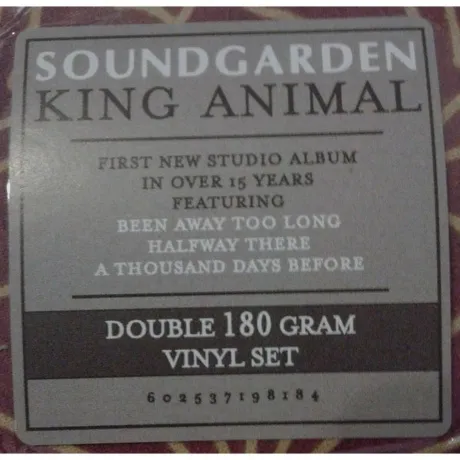 SOUNDGARDEN
KING ANIMAL
FIRST NEW STUDIO ALBUM
IN OVER 15 YEARS
FEATURING
BEEN AWAY TOO LONG
HALFWAY THERE
A THOUSAND DAYS BEFORE
DOUBLE 180 GRAM
VINYL SET
602537198184